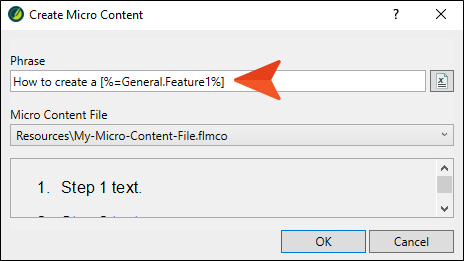 Create Micro Content
Phrase
How to create a [%=General.Feature1%]
Micro Content File
Resources\My-Micro-Content-File.flmco
1. Step 1 text.
OK Cancel